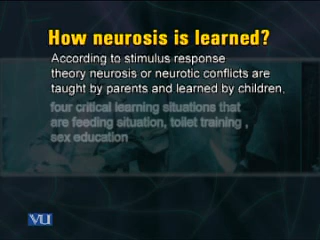 How neurosis is learned?
According to stimulus response
theory neurosis or neurotic conflicts are
taught by parents and learned by children,
four critical learning situations that
are feeding situation, toilet training ,
sex education
VU